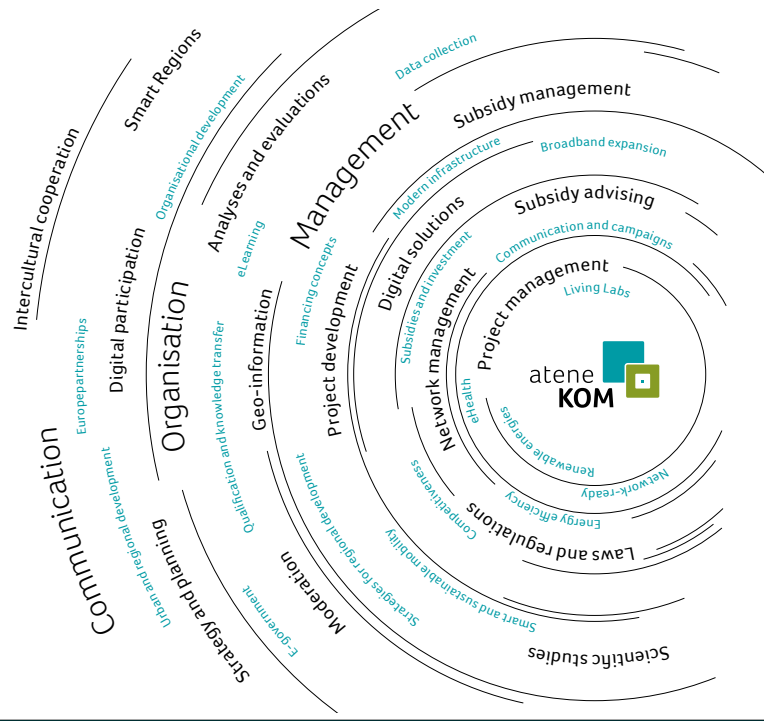 Data collection
Smart Regions
Subsidy management
Organisational development
Analyses and evaluations
Management
Modern infrastructure
Broadband expansion
Intercultural cooperation
Subsidy advising
Digital solutions
Communication and campaigns
Digital participation
eLearning
Financing concepts
Subsidies and investment
Project management
Living Labs
Organisation
Project development
Network management
Geo-information
Europepartnerships
Qualification and knowledge transfer
atene
KOM
eHealth
Renewable energies
Network-ready
Energy efficiency
Communication
Urban and regional development
Strategy and planning
Competitiveness
Laws and regulations
Strategies for regional development
Smart and sustainable mobility
Moderation
E-government
Scientific studies